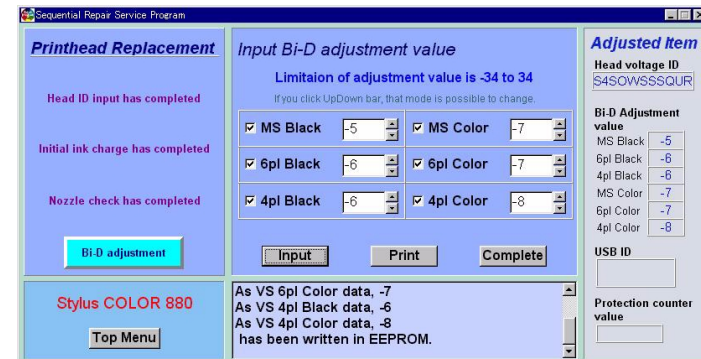 Sequential Repair Service Program
Printhead Replacement
Head ID input has completed
Initial ink charge has completed
Nozzle check has completed
Bi-D adjustment
Stylus COLOR 880
Top Menu
Input Bi-D adjustment value
Limitaion of adjustment value is -34 to 34
If you click UpDown bar, that mode is possible to change.
MS Black -5 MS Color -7
6pl Black -6 6pl Color -7
4pl Black -6 4pl Color -8
Input Print Complete
As VS 6pl Color data, -7
As VS 4pl Black data, -6
As VS 4pl Color data, -8
has been written in EEPROM.
Adjusted Item
Head voltage ID
S4SOWSSSQUR
Bi-D Adjustment
value
MS Black -5
6pl Black -6
4pl Black -6
MS Color -7
6pl Color -7
4pl Color -8
USB ID
Protection counter
value